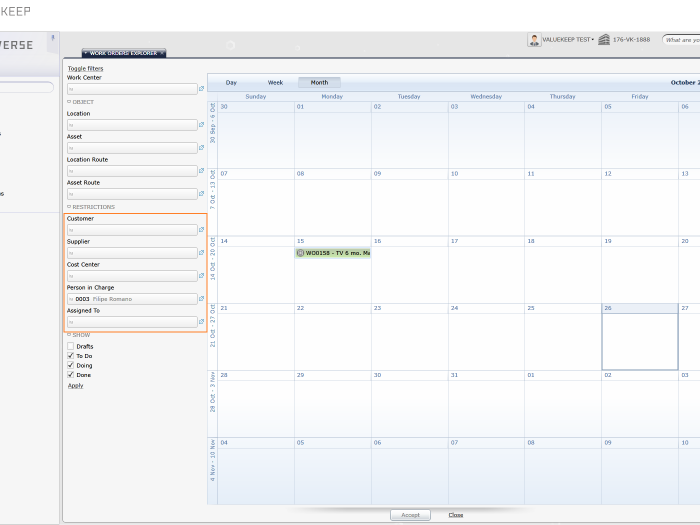 KEEP
VERSE
VALUEKEEP TEST
176-VK-1888
What are yo
WORK ORDERS EXPLORER
Toggle filters
Work Center
OBJECT
Location
Asset
Location Route
Asset Route
RESTRICTIONS
Customer
Supplier
Cost Center
Person in Charge
0003 Filipe Romano
Assigned To
SHOW
Drafts
To Do
Doing
Done
Apply
Day Week Month
October 2
Sunday Monday Tuesday Wednesday Thursday Friday
30 Sep - 6 Oct
30 01 02 03 04 05 06
7 Oct - 13 Oct
07 08 09 10 11 12 13
14 Oct - 20 Oct
14 15 16 17 18 19 20
WO0158 - TV 6 mo. Ma
21 Oct - 27 Oct
21 22 23 24 25 26 27
28 Oct - 3 Nov
28 29 30 31 01 02 03
4 Nov - 10 Nov
04 05 06 07 08 09 10
Accept Close